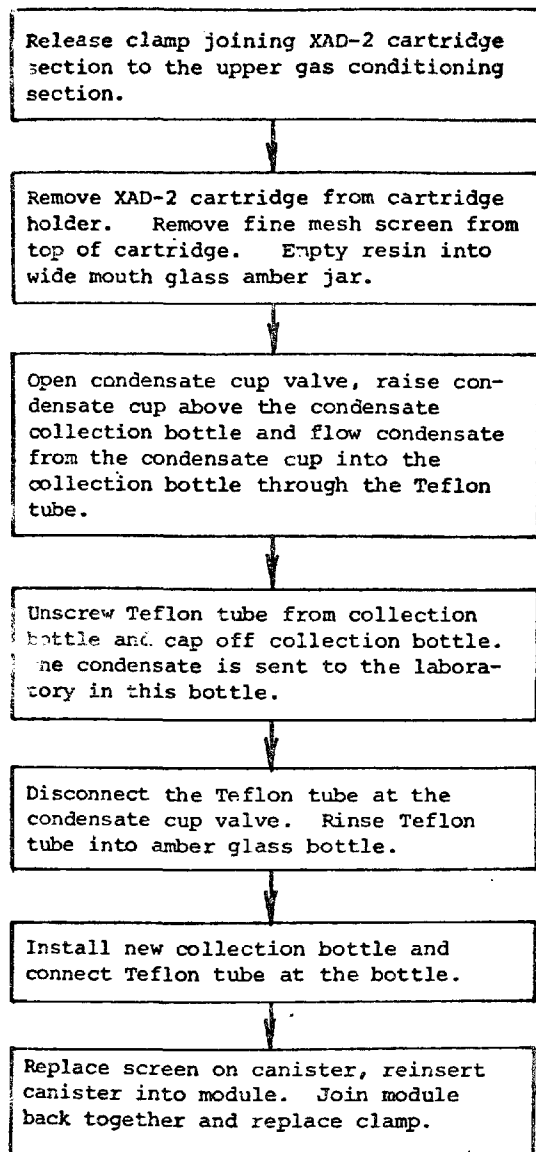 Release clamp joining XAD-2 cartridge
section to the upper gas conditioning
section.
Remove XAD-2 cartridge from cartridge
holder. Remove fine mesh screen from
top of cartridge. Empty resin into
wide mouth glass amber jar.
Open condensate cup valve, raise con-
densate cup above the condensate
collection bottle and flow condensate
from the condensate cup into the
collection bottle through the Teflon
tube.
Unscrew Teflon tube from collection
bottle and cap off collection bottle.
The condensate is sent to the labora-
tory in this bottle.
Disconnect the Teflon tube at the
condensate cup valve. Rinse Teflon
tube into amber glass bottle.
Install new collection bottle and
connect Teflon tube at the bottle.
Replace screen on canister, reinsert
canister into module. Join module
back together and replace clamp.